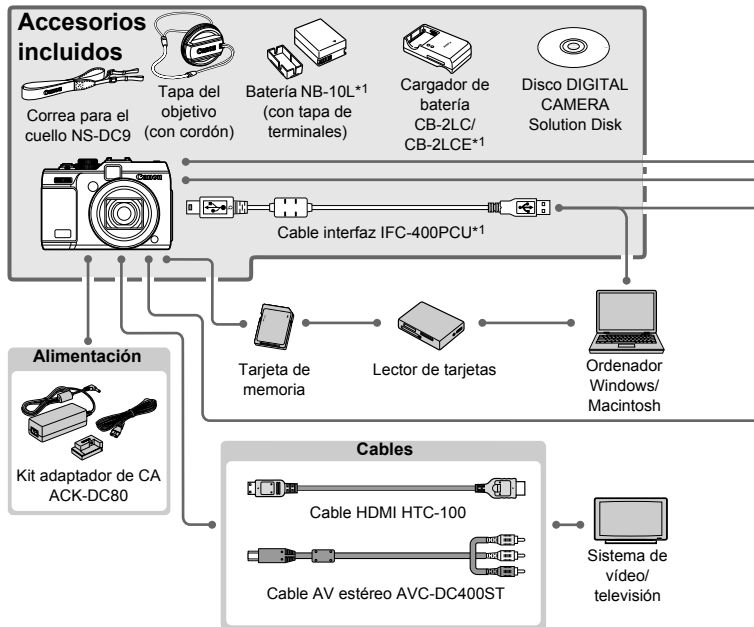 Accesorios
incluidos
Correa para el
cuello NS-DC9
Canon
Tapa del
objetivo
(con cordón)
Batería NB-10L*1
(con tapa de
terminales)
Cargador de
batería
CB-2LC/
CB-2LCE*1
Disco DIGITAL
CAMERA
Solution Disk
Canon
Cable interfaz IFC-400PCU*1
Alimentación
Kit adaptador de CA
ACK-DC80
Tarjeta de
memoria
Lector de tarjetas
Ordenador
Windows/
Macintosh
Cables
Cable HDMI HTC-100
Cable AV estéreo AVC-DC400ST
Sistema de
vídeo/
televisión